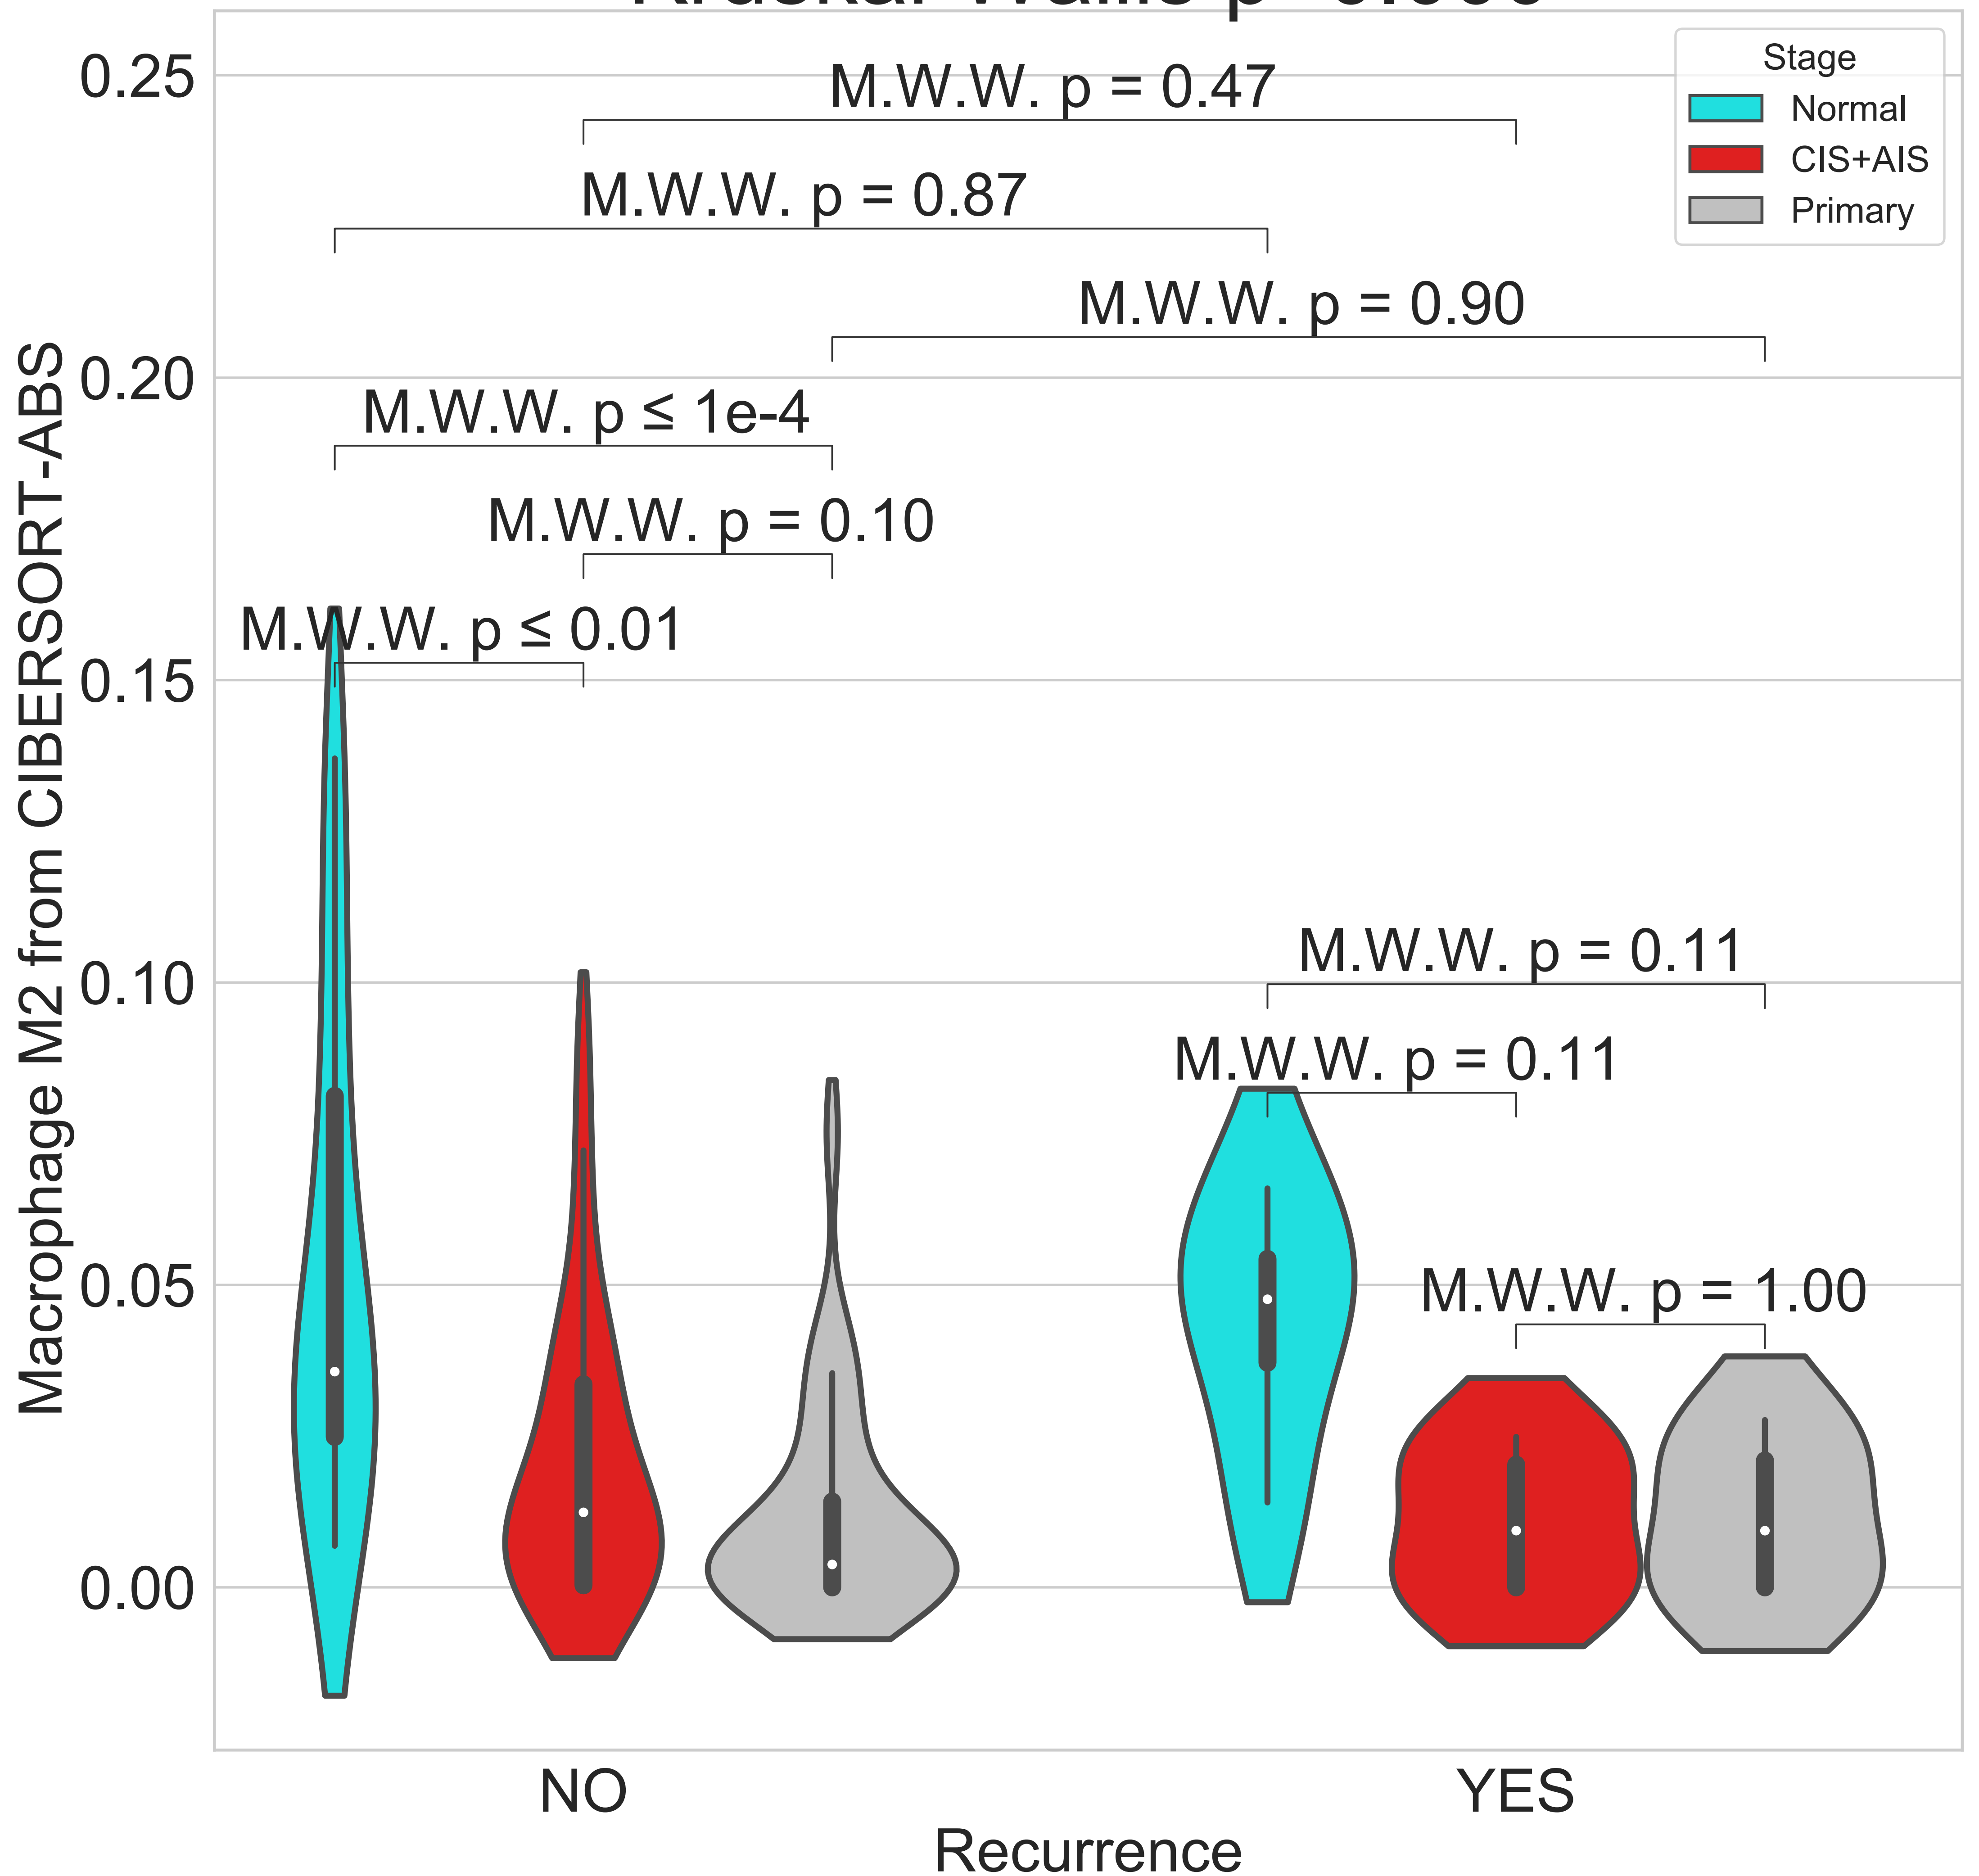 0.25
0.20
0.15
0.10
0.05
0.00
Macrophage M2 from CIBERSORT-ABS
M.W.W. p = 0.47
M.W.W. p = 0.87
M.W.W. p = 0.90
M.W.W. p ≤ 1e-4
M.W.W. p = 0.10
M.W.W. p ≤ 0.01
M.W.W. p = 0.11
M.W.W. p = 0.11
M.W.W. p = 1.00
Stage
Normal
CIS+AIS
Primary
NO
YES
Recurrence